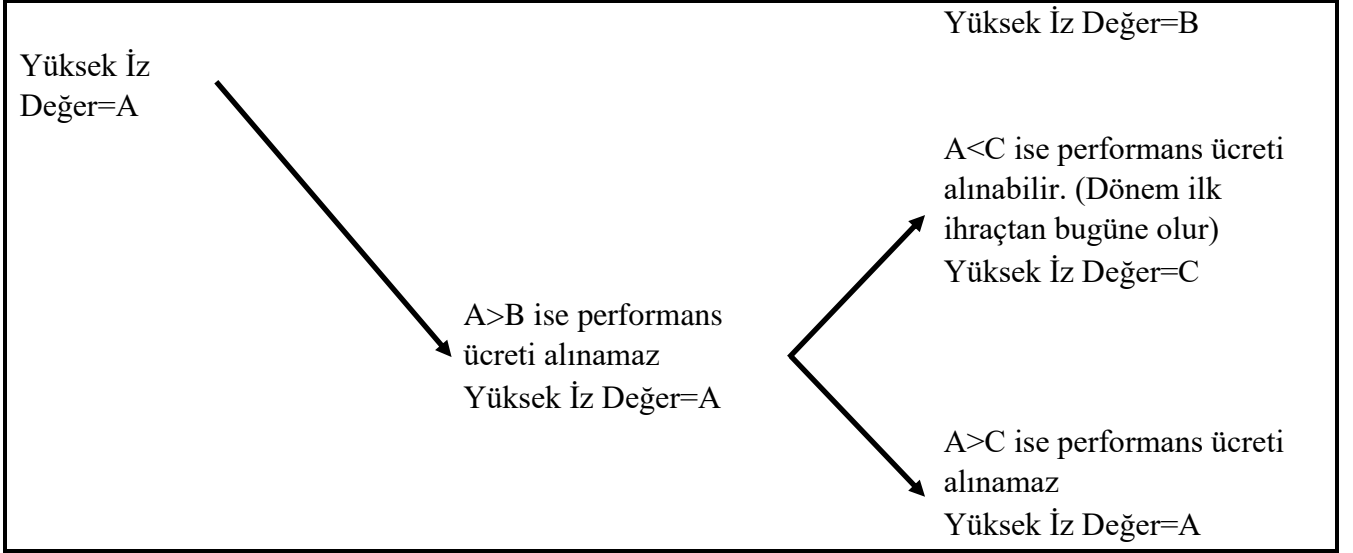 Yüksek İz Değer=B
Yüksek İz
Değer=A
A<C ise performans ücreti
alınabilir. (Dönem ilk
ihraçtan bugüne olur)
Yüksek İz Değer=C
A>B ise performans
ücreti alınamaz
Yüksek İz Değer=A
A>C ise performans ücreti
alınamaz
Yüksek İz Değer=A